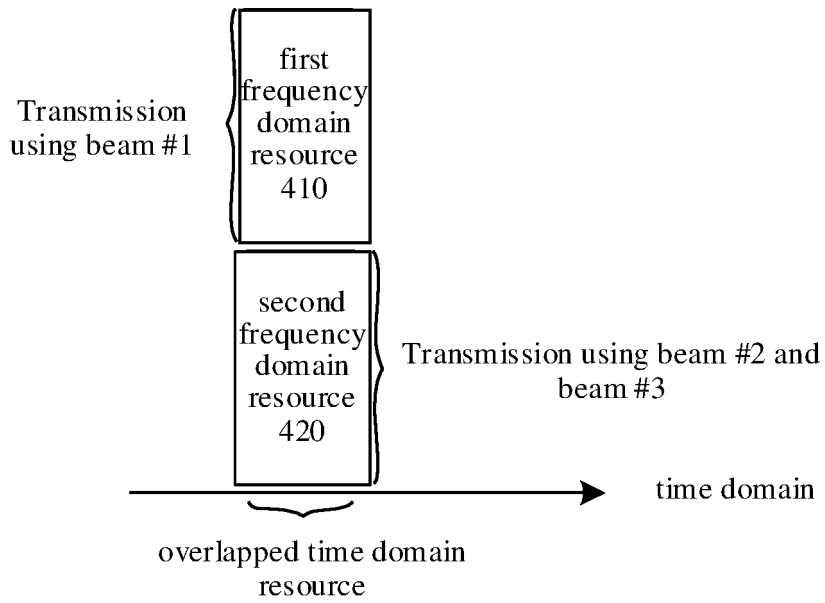 first
frequency
domain
resource
410
Transmission
using beam #1
second
frequency
domain
resource
420
Transmission using beam #2 and
beam #3
time domain
overlapped time domain
resource